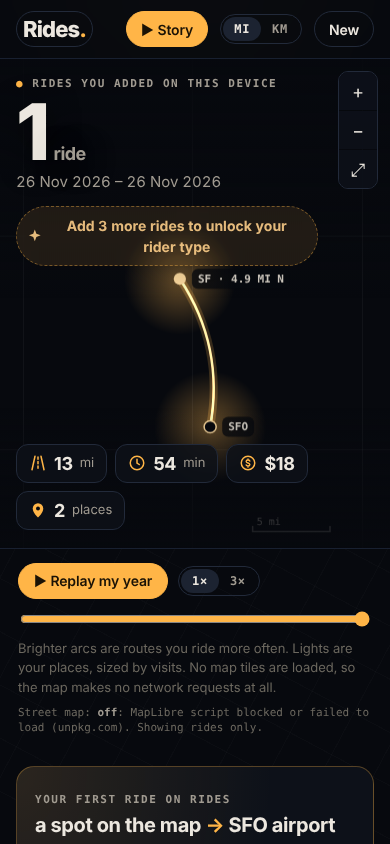 Rides.
▶ Story
MI KM
New
● RIDES YOU ADDED ON THIS DEVICE
1 ride
26 Nov 2026 – 26 Nov 2026
+
−
Add 3 more rides to unlock your
rider type
SF · 4.9 MI N
SFO
13 mi
54 min
$18
2 places
5 mi
▶ Replay my year
1× 3×
Brighter arcs are routes you ride more often. Lights are
your places, sized by visits. No map tiles are loaded, so
the map makes no network requests at all.
Street map: off: MapLibre script blocked or failed to
load (unpkg.com). Showing rides only.
YOUR FIRST RIDE ON RIDES
a spot on the map → SFO airport